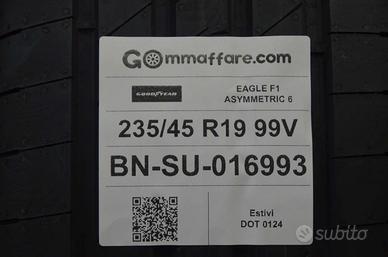 GOmmaffare.com
GOODYEAR
EAGLE F1
ASYMMETRIC 6
235/45 R19 99V
BN-SU-016993
Estivi
DOT 0124
subito